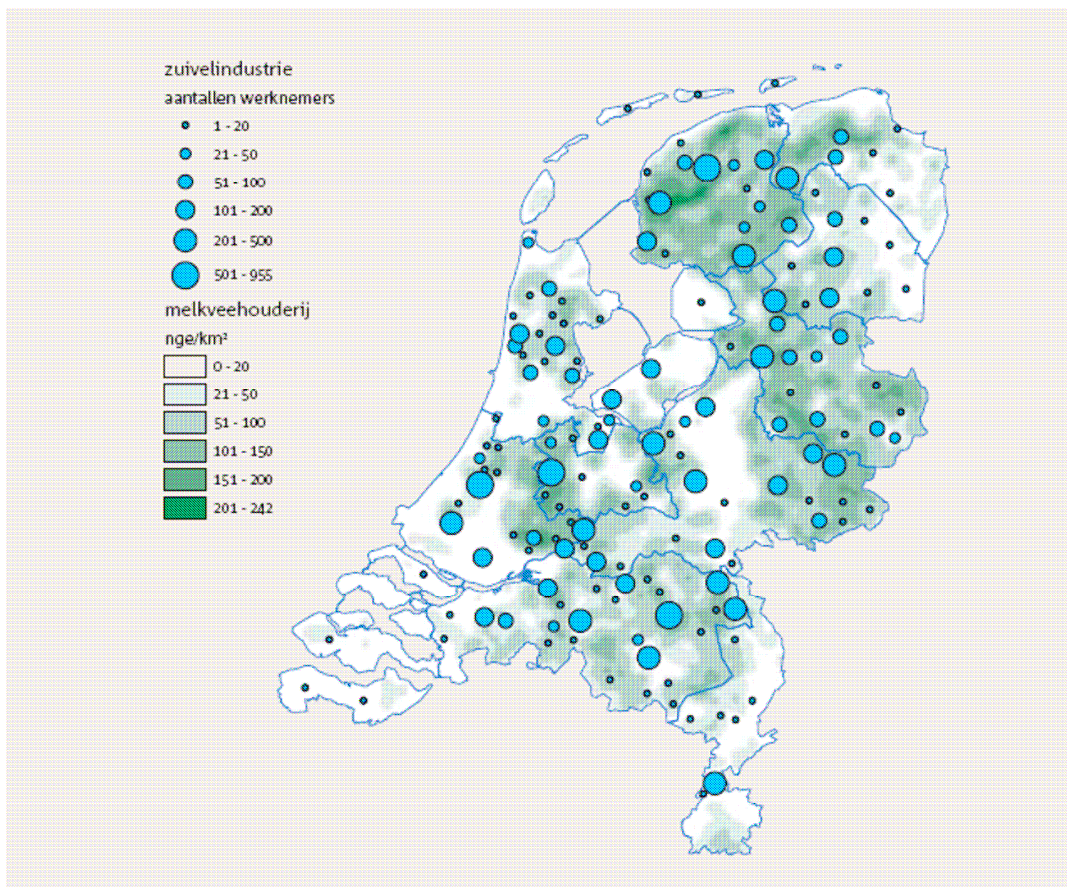 zuivelindustrie
aantallen werknemers
1 - 20
21 - 50
51 - 100
101 - 200
201 - 500
501 - 955
melkveehouderij
nge/km²
0 - 20
21 - 50
51 - 100
101 - 150
151 - 200
201 - 242